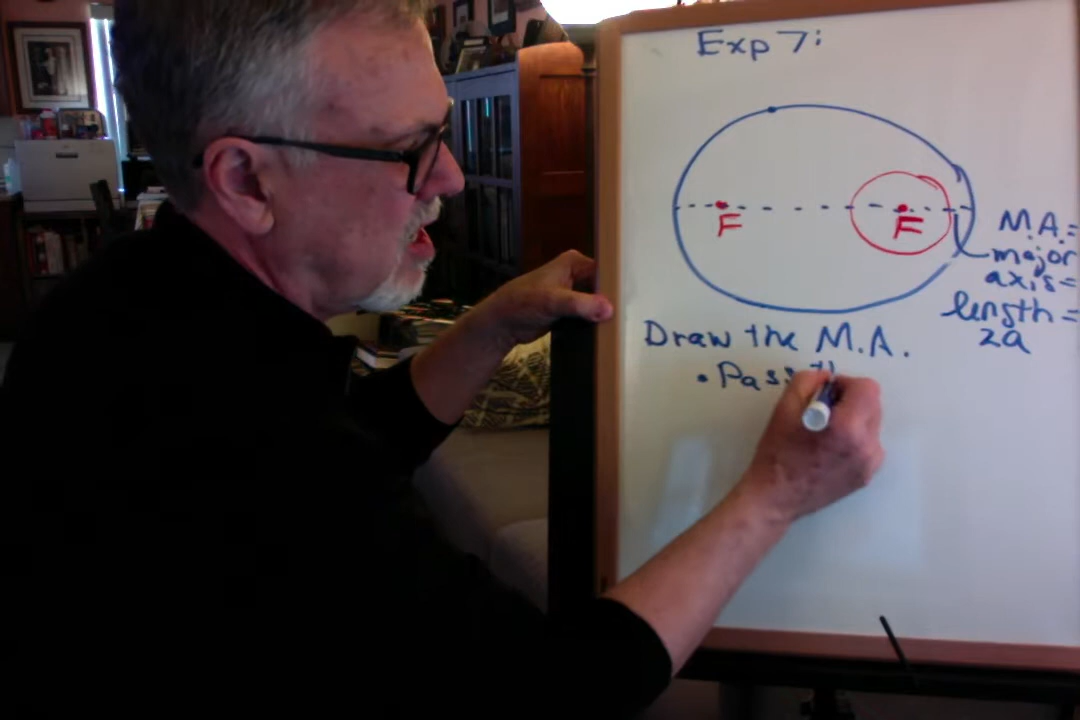 Exp 7:
F
F
M.A.=
major
axis=
length=
2a
Draw the M.A.
• Pass th